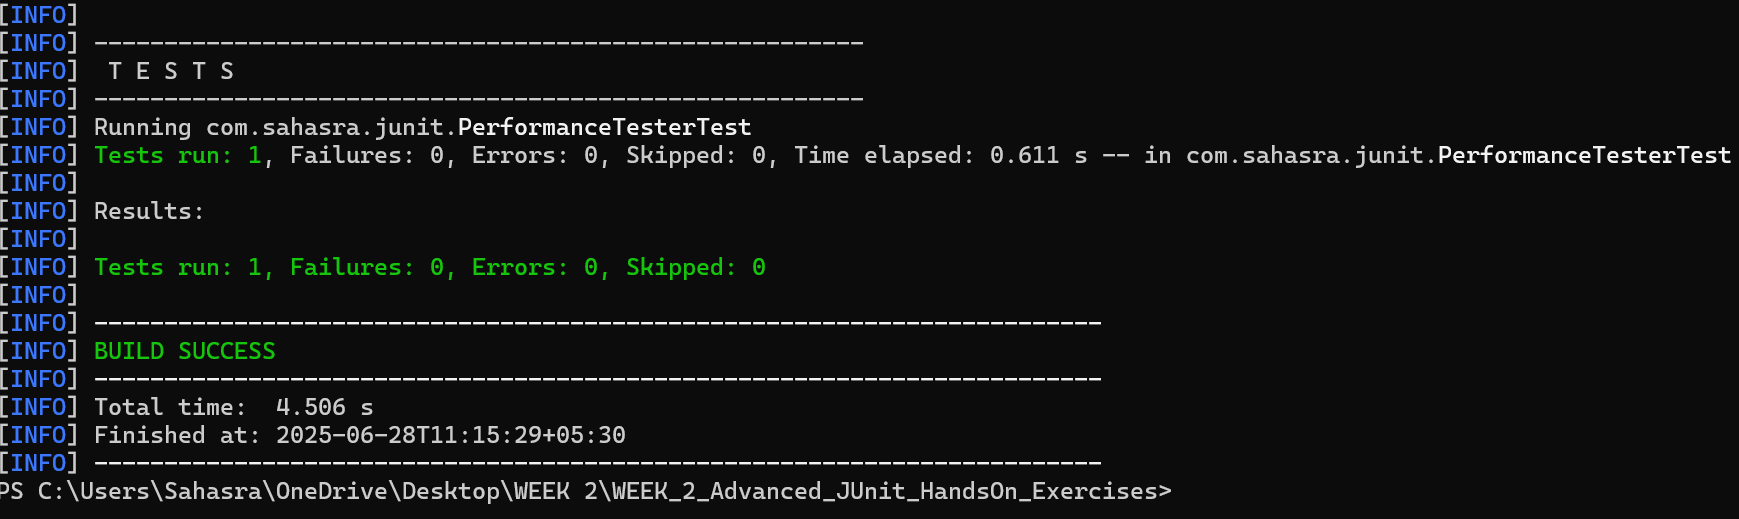 [INFO]
[INFO] -------------------------------------------------------
[INFO]  T E S T S
[INFO] -------------------------------------------------------
[INFO] Running com.sahasra.junit.PerformanceTesterTest
[INFO] Tests run: 1, Failures: 0, Errors: 0, Skipped: 0, Time elapsed: 0.611 s -- in com.sahasra.junit.PerformanceTesterTest
[INFO]
[INFO] Results:
[INFO]
[INFO] Tests run: 1, Failures: 0, Errors: 0, Skipped: 0
[INFO]
[INFO] ------------------------------------------------------------------------
[INFO] BUILD SUCCESS
[INFO] ------------------------------------------------------------------------
[INFO] Total time:  4.506 s
[INFO] Finished at: 2025-06-28T11:15:29+05:30
[INFO] ------------------------------------------------------------------------
PS C:\Users\Sahasra\OneDrive\Desktop\WEEK 2\WEEK_2_Advanced_JUnit_HandsOn_Exercises>